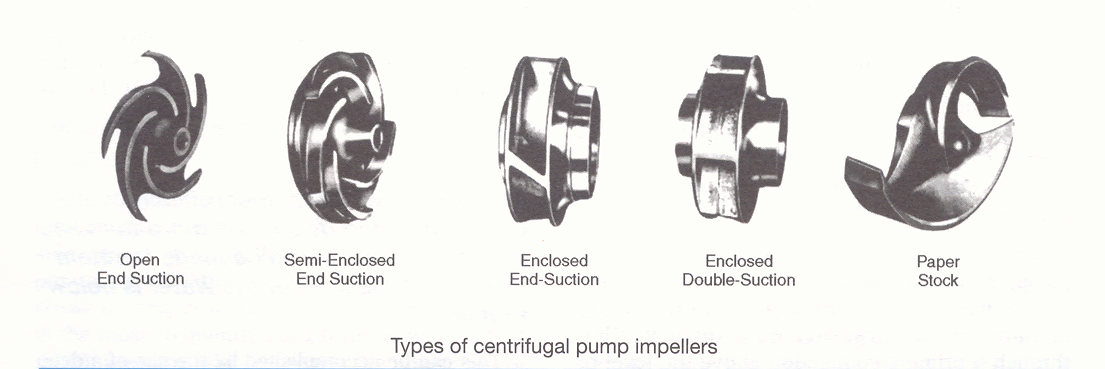 Open
End Suction
Semi-Enclosed
End Suction
Enclosed
End-Suction
Enclosed
Double-Suction
Paper
Stock
Types of centrifugal pump impellers